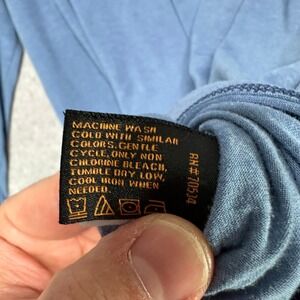 MACHINE WASH
COLD WITH SIMILAR
COLORS. GENTLE
CYCLE, ONLY NON
CHLORINE BLEACH,
TUMBLE DRY LOW,
COOL IRON WHEN
NEEDED.
RN# 70534